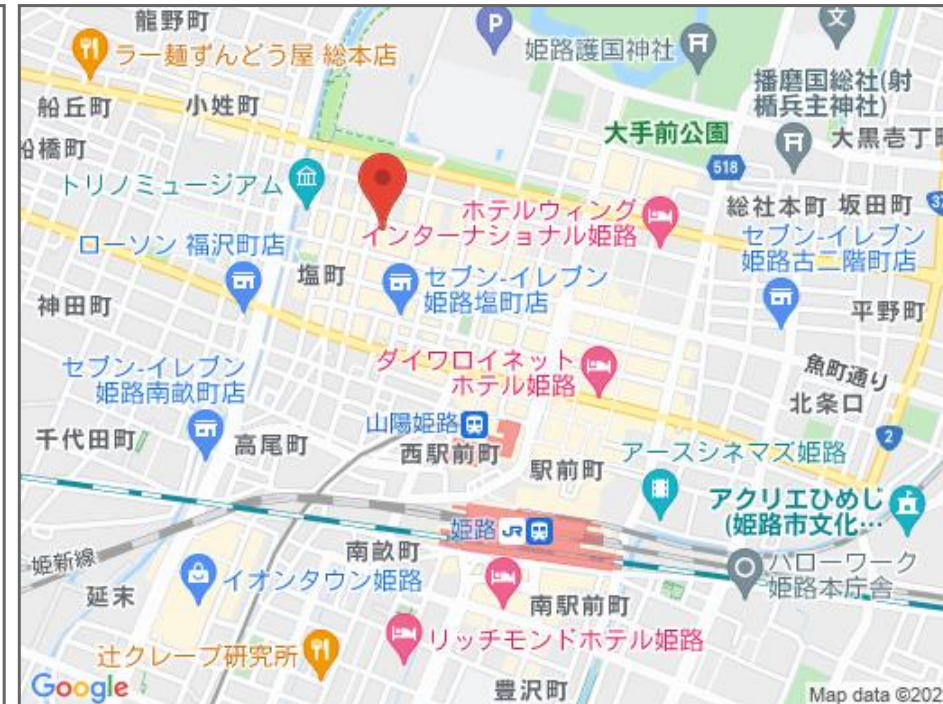 龍野町
ラー麺ずんどう屋 総本店
船丘町
小姓町
P
姫路護国神社
播磨国総社(射
楯兵主神社)
大手前公園
518
大黒壱丁
トリノミュージアム
ホテルウィング
インターナショナル姫路
総社本町
坂田町
ローソン 福沢町店
塩町
セブン-イレブン
姫路塩町店
セブン-イレブン
姫路古二階町店
神田町
平野町
セブン-イレブン
姫路南畝町店
ダイワロイネット
ホテル姫路
魚町通り
北条口
2
千代田町
高尾町
山陽姫路
西駅前町
駅前町
アースシネマズ姫路
アクリエひめじ
(姫路市文化…
姫路 JR
南畝町
姫新線
延末
イオンタウン姫路
南駅前町
ハローワーク
姫路本庁舎
リッチモンドホテル姫路
辻クレープ研究所
Google
豊沢町
Map data ©202